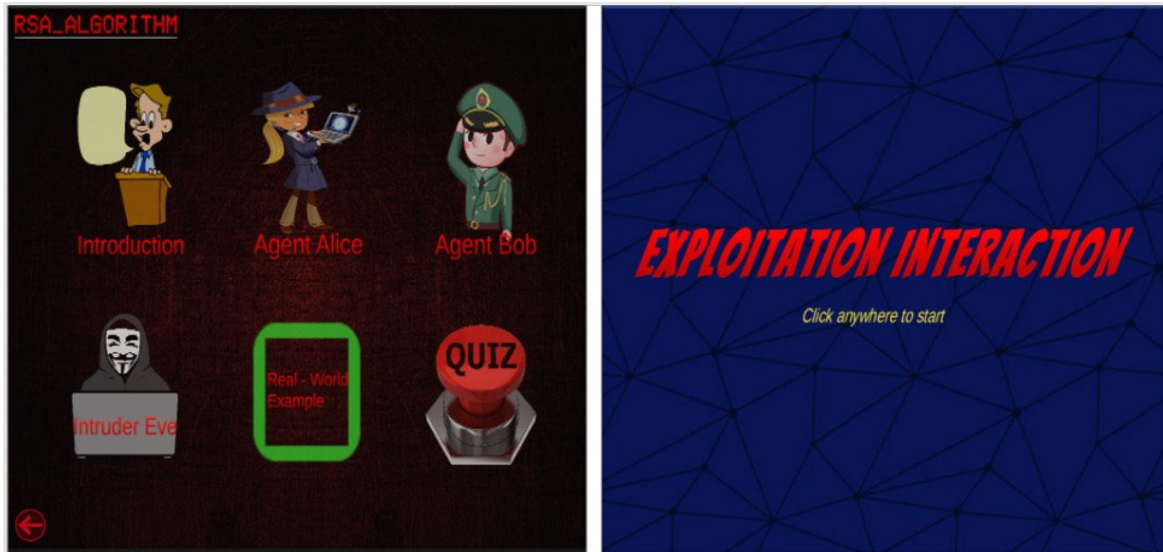 RSA_ALGORITHM
Introduction
Agent Alice
Agent Bob
Intruder Eve
Real - World
Example
QUIZ
EXPLOITATION INTERACTION
Click anywhere to start